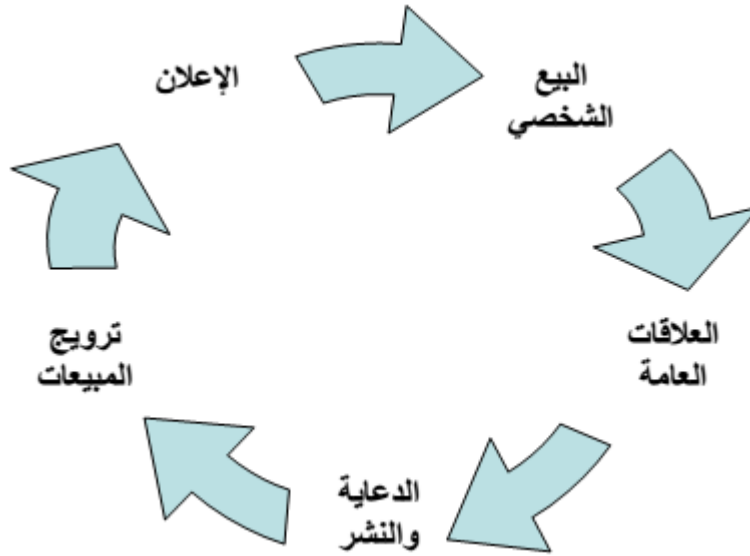 الإعلان
البيع
الشخصي
العلاقات
العامة
الدعاية
والنشر
ترويج
المبيعات